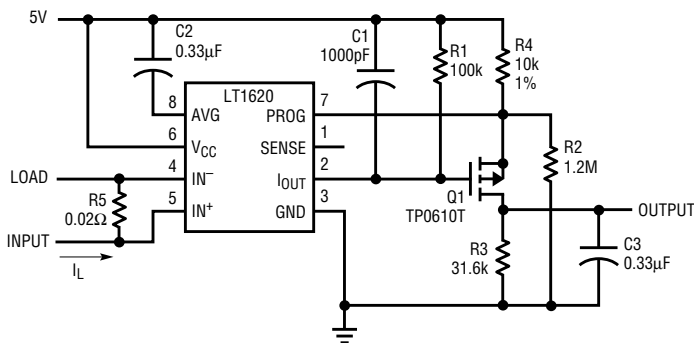 5V
C2
0.33μF
C1
1000pF
R1
100k
R4
10k
1%
LT1620
8
AVG
PROG
7
6
VCC
SENSE
1
LOAD
4
IN–
IOUT
2
R5
0.02Ω
5
IN+
GND
3
INPUT
IL
Q1
TP0610T
R2
1.2M
OUTPUT
R3
31.6k
C3
0.33μF